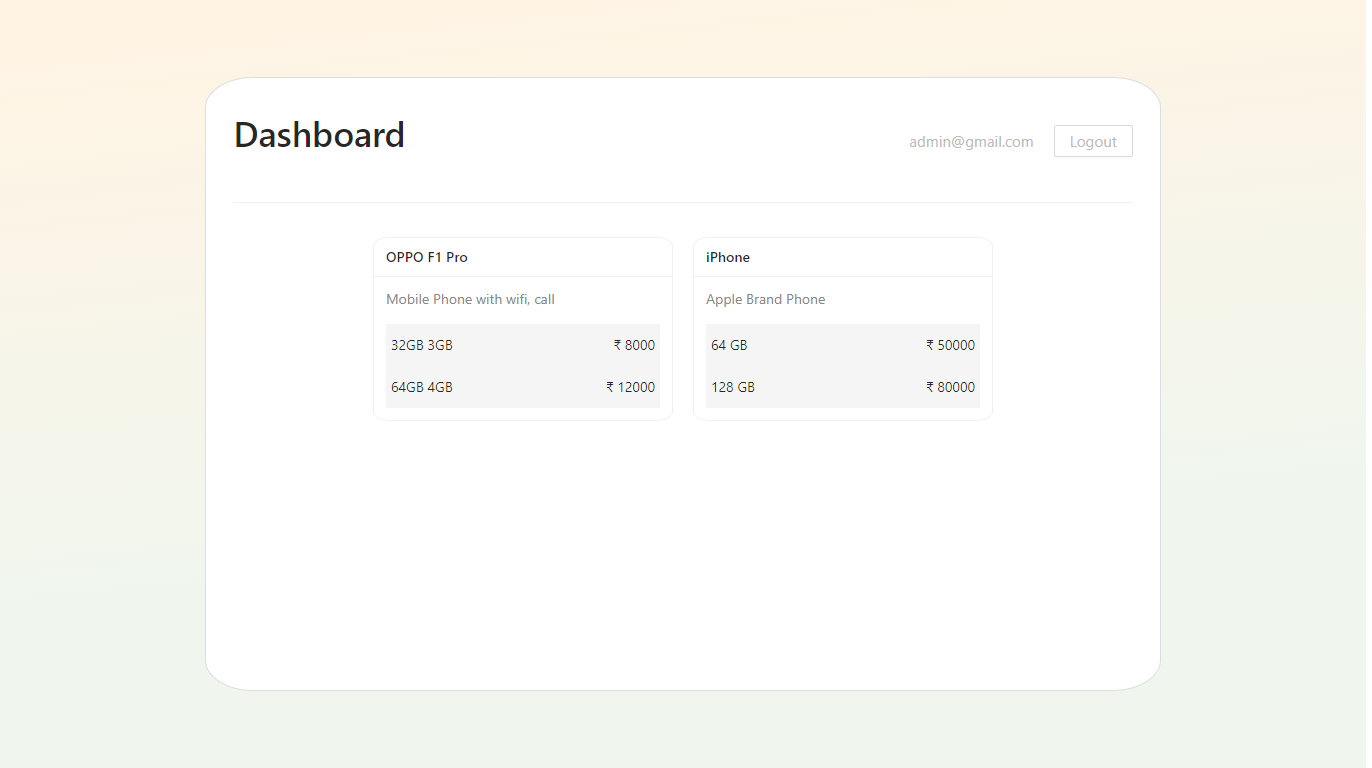 Dashboard
admin@gmail.com
Logout
OPPO F1 Pro
Mobile Phone with wifi, call
32GB 3GB ₹ 8000
64GB 4GB ₹ 12000
iPhone
Apple Brand Phone
64 GB ₹ 50000
128 GB ₹ 80000